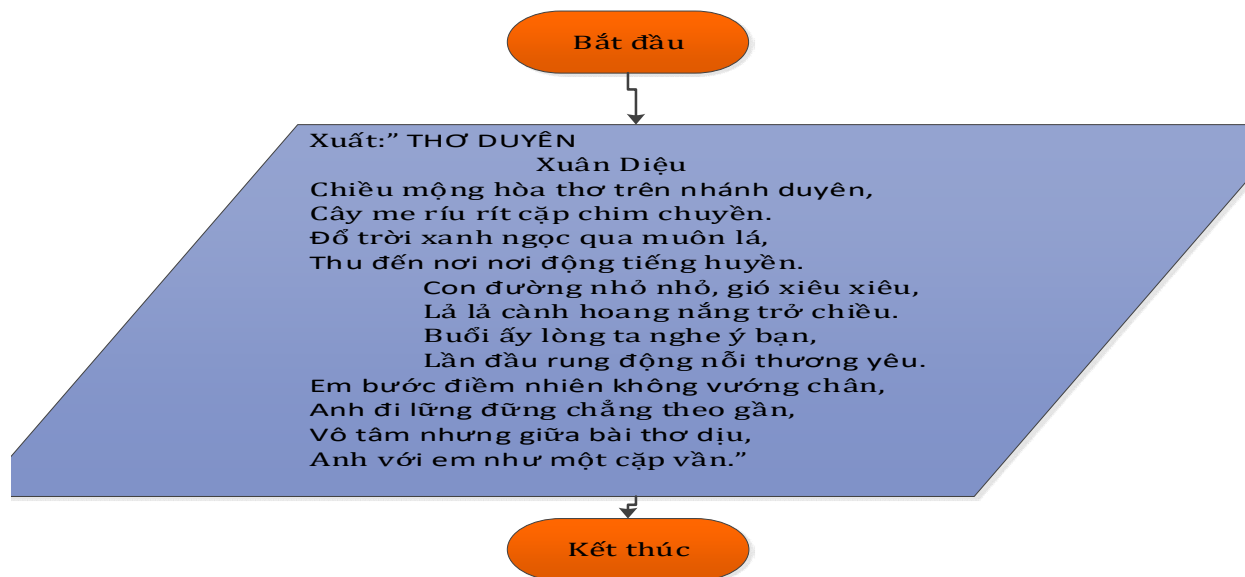 Bắt đầu
Xuất:” THƠ DUYÊN
Xuân Diệu
Chiều mộng hòa thơ trên nhánh duyên,
Cây me ríu rít cặp chim chuyền.
Đổ trời xanh ngọc qua muôn lá,
Thu đến nơi nơi động tiếng huyền.
Con đường nhỏ nhỏ, gió xiêu xiêu,
Lả lả cành hoang nắng trở chiều.
Buổi ấy lòng ta nghe ý bạn,
Lần đầu rung động nỗi thương yêu.
Em bước điềm nhiên không vướng chân,
Anh đi lững đững chẳng theo gần,
Vô tâm nhưng giữa bài thơ dịu,
Anh với em như một cặp vần.”
Kết thúc